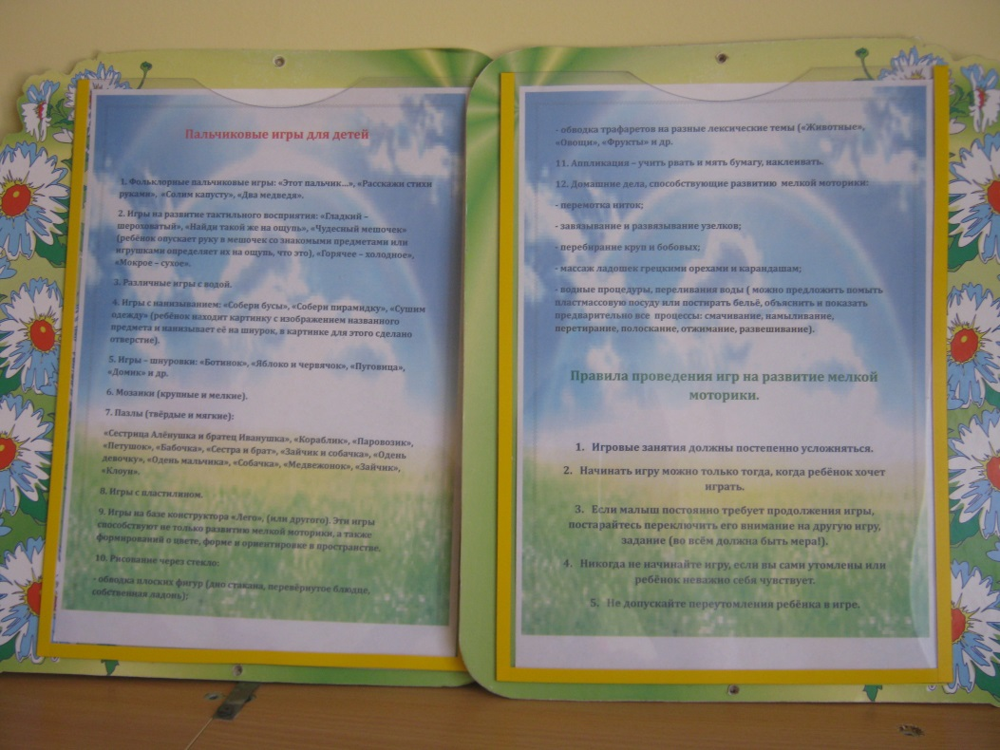 Пальчиковые игры для детей
1. Фольклорные пальчиковые игры: «Этот пальчик...», «Расскажи стихи
руками», «Солим капусту», «Два медведя».
2. Игры на развитие тактильного восприятия: «Гладкий –
шероховатый», «Найди такой же на ощупь», «Чудесный мешочек»
(ребёнок опускает руку в мешочек со знакомыми предметами или
игрушками определяет их на ощупь, что это), «Горячее – холодное»,
«Мокрое – сухое».
3. Различные игры с водой.
4. Игры с нанизыванием: «Собери бусы», «Собери пирамидку», «Сушим
одежду» (ребёнок находит картинку с изображением названного
предмета и нанизывает её на шнурок, в картинке для этого сделано
отверстие).
5. Игры – шнуровки: «Ботинок», «Яблоко и червячок», «Пуговица»,
«Домик» и др.
6. Мозаики (крупные и мелкие).
7. Пазлы (твёрдые и мягкие):
«Сестрица Алёнушка и братец Иванушка», «Кораблик», «Паровозик»,
«Петушок», «Бабочка», «Сестра и брат», «Зайчик и собачка», «Одень
девочку», «Одень мальчика», «Собачка», «Медвежонок», «Зайчик»,
«Клоун».
8. Игры с пластилином.
9. Игры на базе конструктора «Лего», (или другого). Эти игры
способствуют не только развитию мелкой моторики, а также
формирований о цвете, форме и ориентировке в пространстве.
10. Рисование через стекло:
- обводка плоских фигур (дно стакана, перевёрнутое блюдце,
собственная ладонь);
- обводка трафаретов на разные лексические темы («Животные»,
«Овощи», «Фрукты» и др.
11. Аппликация – учить рвать и мять бумагу, наклеивать.
12. Домашние дела, способствующие развитию мелкой моторики:
- перемотка ниток;
- завязывание и развязывание узелков;
- перебирание круп и бобовых;
- массаж ладошек грецкими орехами и карандашам;
- водные процедуры, переливания воды ( можно предложить помыть
пластмассовую посуду или постирать бельё, объяснить и показать
предварительно все процессы: смачивание, намыливание,
перетирание, полоскание, отжимание, развешивание).
Правила проведения игр на развитие мелкой
моторики.
1. Игровые занятия должны постепенно усложняться.
2. Начинать игру можно только тогда, когда ребёнок хочет
играть.
3. Если малыш постоянно требует продолжения игры,
постарайтесь переключить его внимание на другую игру,
задание (во всём должна быть мера!).
4. Никогда не начинайте игру, если вы сами утомлены или
ребёнок неважно себя чувствует.
5. Не допускайте переутомления ребёнка в игре.